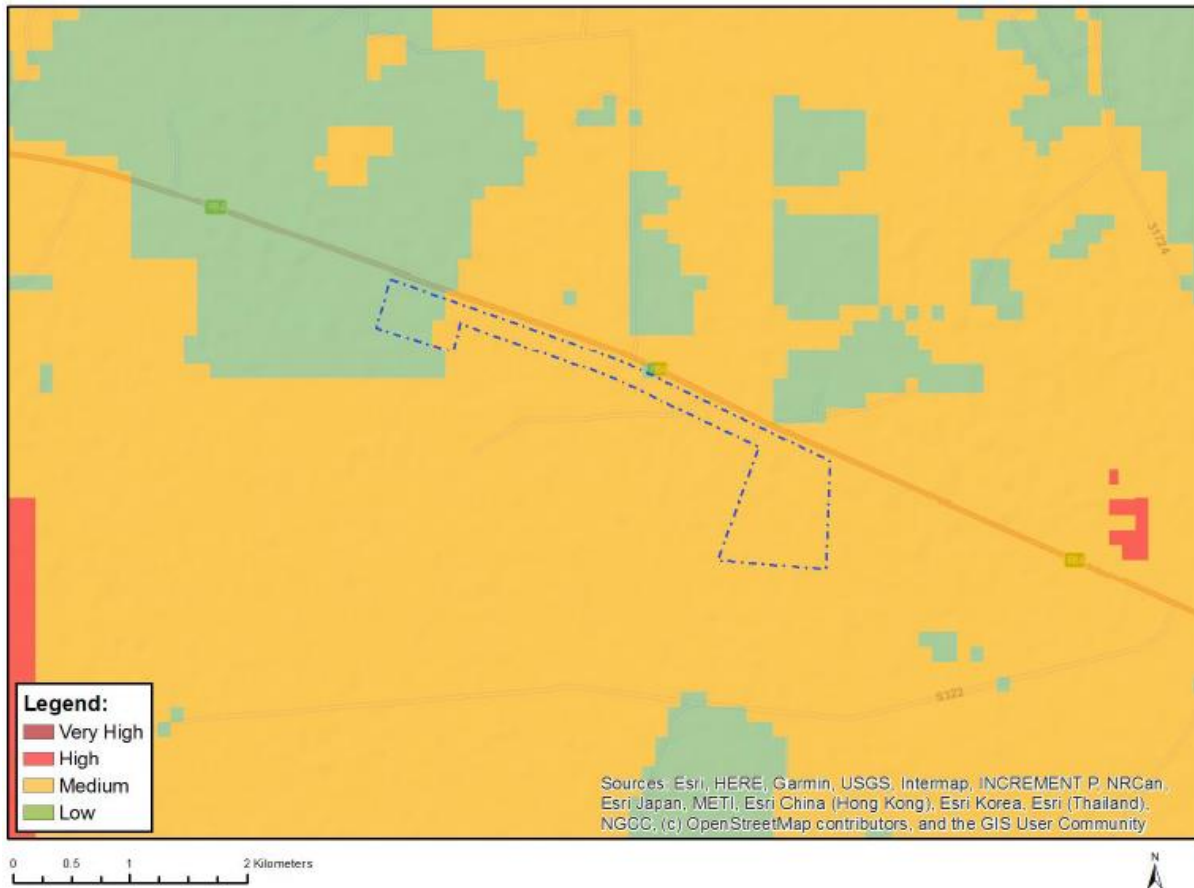 31724
S322
Legend:
Very High
High
Medium
Low
Sources: Esri, HERE, Garmin, USGS, Intermap, INCREMENT P, NRCan,
Esri Japan, METI, Esri China (Hong Kong), Esri Korea, Esri (Thailand),
NGCC, (c) OpenStreetMap contributors, and the GIS User Community
0 0.5 1 2 Kilometers
N